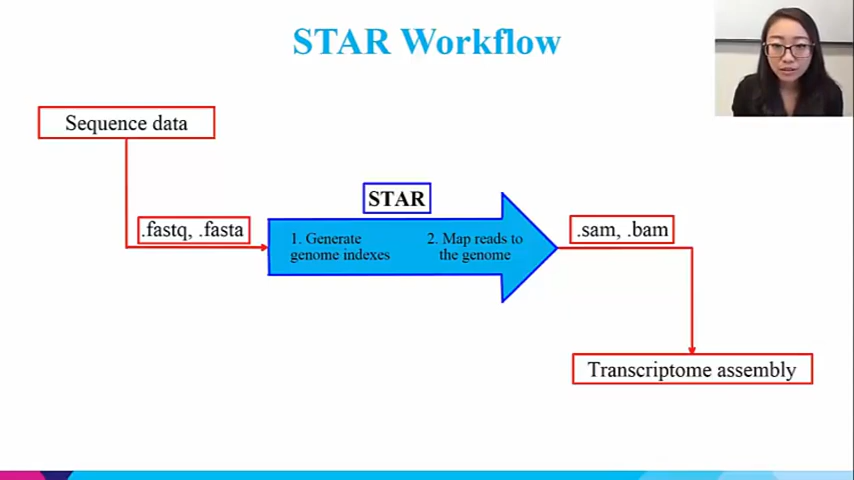 STAR Workflow
Sequence data
STAR
.fastq, .fasta
1. Generate
genome indexes
2. Map reads to
the genome
.sam, .bam
Transcriptome assembly